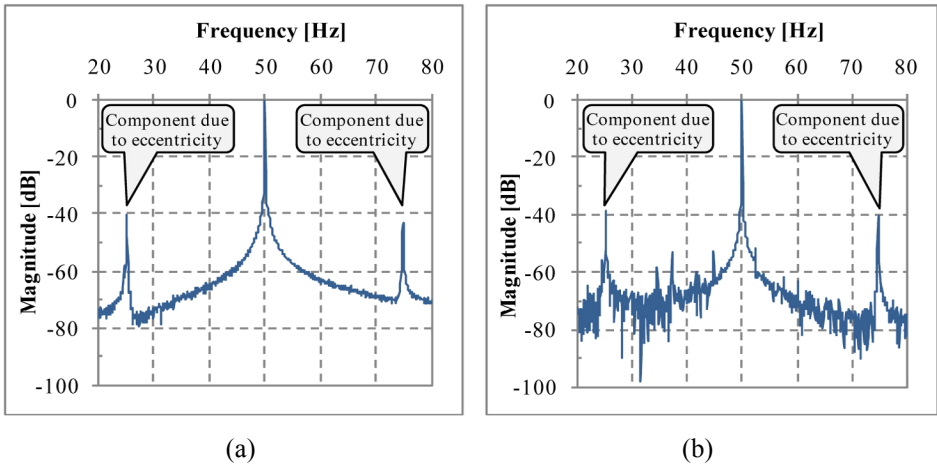 Frequency [Hz]
20 30 40 50 60 70 80
0
-20
-40
-60
-80
-100
Magnitude [dB]
Component due
to eccentricity
Component due
to eccentricity
(a)
Frequency [Hz]
20 30 40 50 60 70 80
0
-20
-40
-60
-80
-100
Magnitude [dB]
Component due
to eccentricity
Component due
to eccentricity
(b)